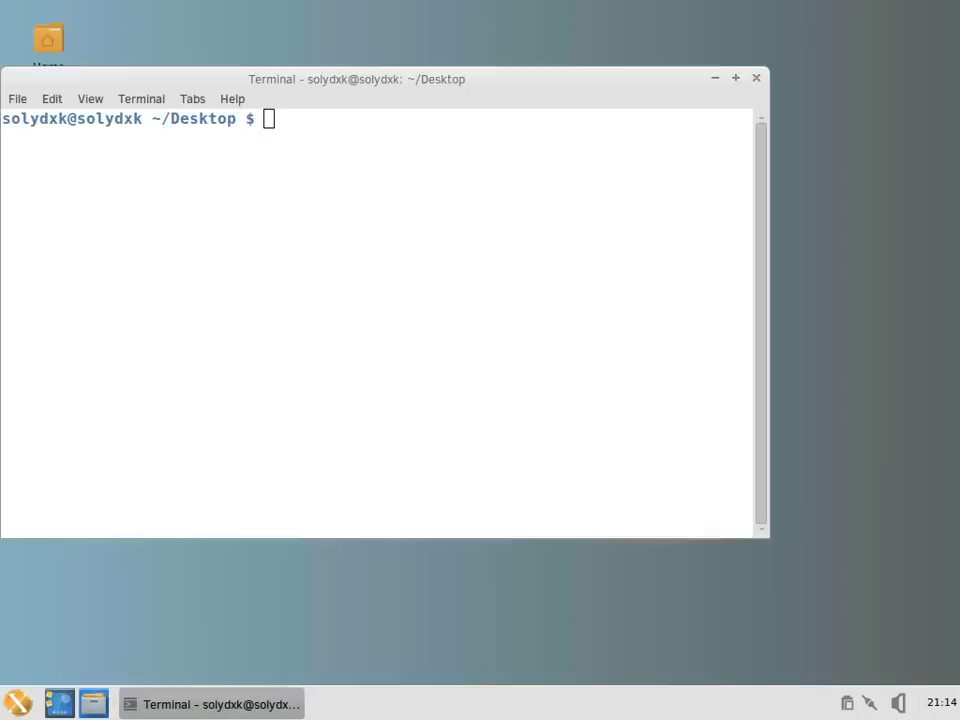 Terminal - solydxk@solydxk: ~/Desktop
File Edit View Terminal Tabs Help
solydxk@solydxk ~/Desktop $
Terminal - solydxk@solydx...
21:14